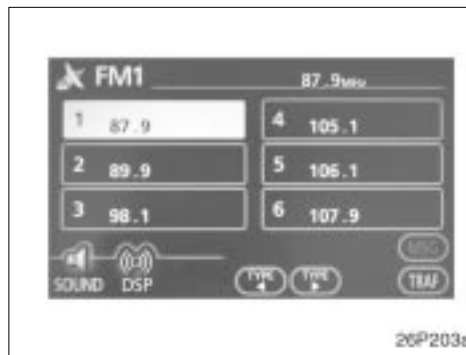 FM1 87.9MHz
1 87.9
2 89.9
3 98.1
4 105.1
5 106.1
6 107.9
MSG
SOUND DSP TYPE TYPE TRAF
26P203a